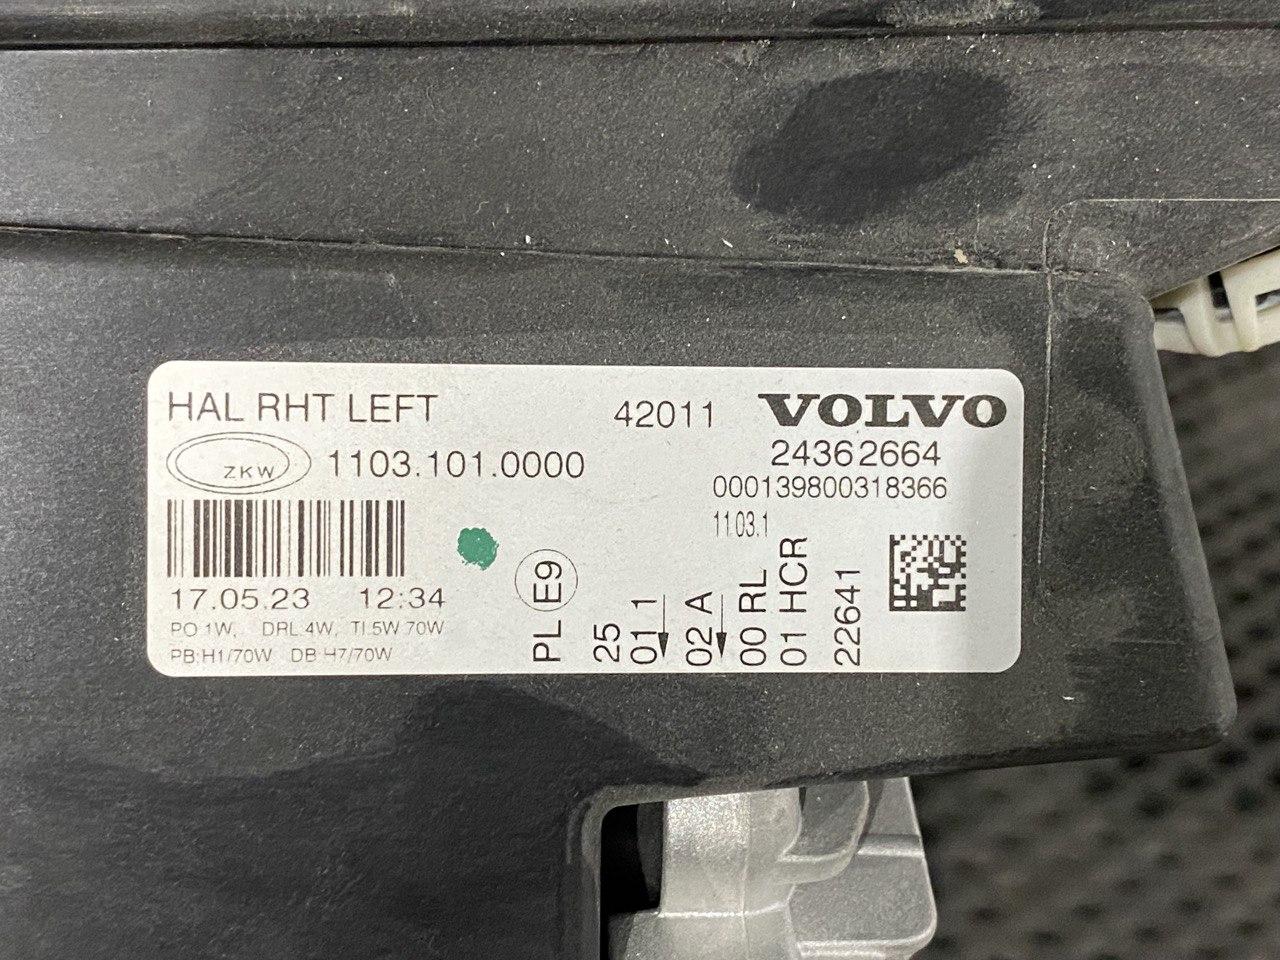 HAL RHT LEFT 42011 VOLVO
ZKW 1103.101.0000 24362664
000139800318366
1103.1
17.05.23 12:34
PO 1W, DRL 4W, TI.5W 70W
PB:H1/70W DB:H7/70W
PL E9
25
01 1
02 A
00 RL
01 HCR
22641